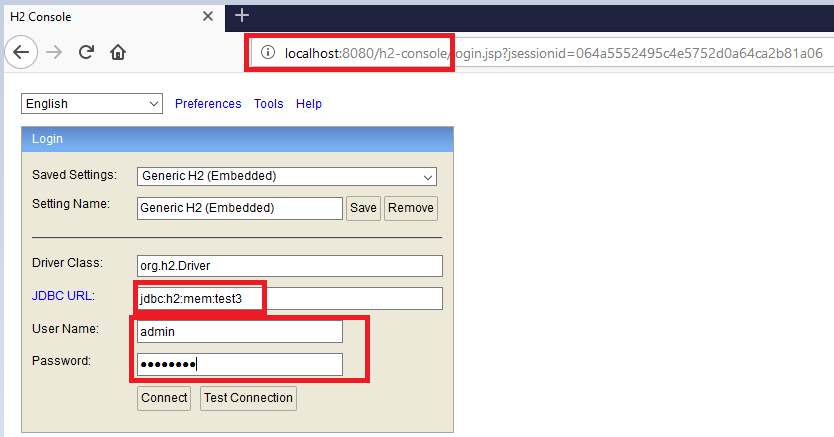 H2 Console
localhost:8080/h2-console/login.jsp?jsessionid=064a5552495c4e5752d0a64ca2b81a06
English Preferences Tools Help
Login
Saved Settings: Generic H2 (Embedded)
Setting Name: Generic H2 (Embedded) Save Remove
Driver Class: org.h2.Driver
JDBC URL: jdbc:h2:mem:test3
User Name: admin
Password: ●●●●●●●●
Connect Test Connection